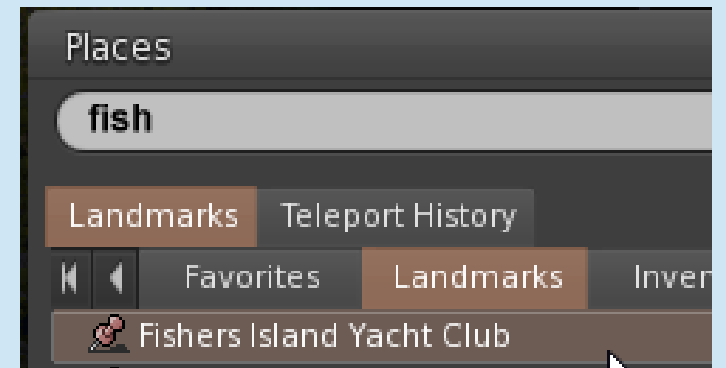 Places
fish
Landmarks Teleport History
Favorites Landmarks
Fishers Island Yacht Club